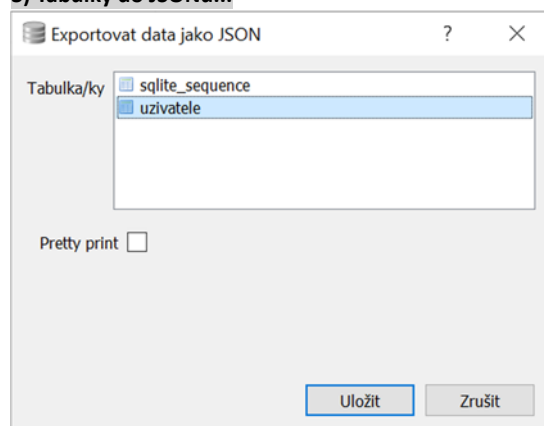 Exportovat data jako JSON
Tabulka/ky
sqlite_sequence
uzivatele
Pretty print
Uložit Zrušit